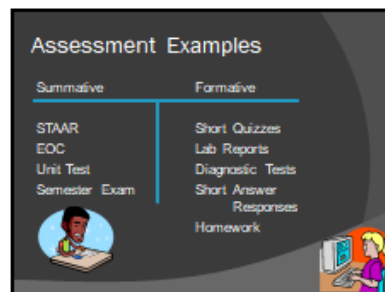 Assessment Examples
Summative
STAAR
EOC
Unit Test
Semester Exam
Formative
Short Quizzes
Lab Reports
Diagnostic Tests
Short Answer
Responses
Homework